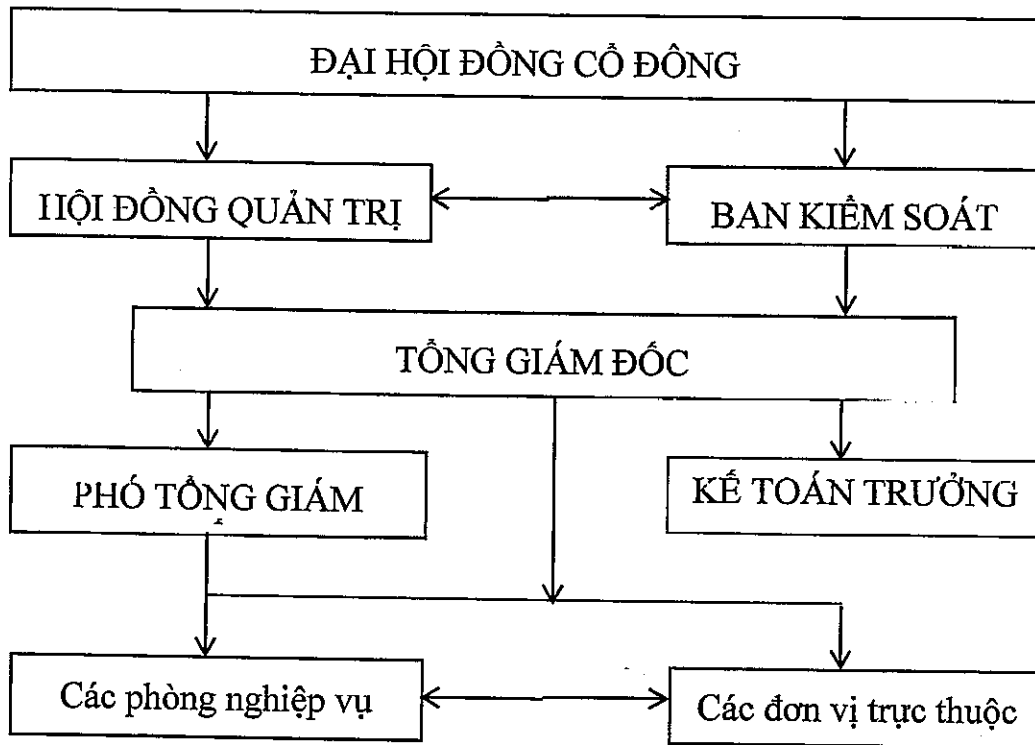 ĐẠI HỘI ĐỒNG CỔ ĐÔNG
HỘI ĐỒNG QUẢN TRỊ
BAN KIỂM SOÁT
TỔNG GIÁM ĐỐC
PHÓ TỔNG GIÁM
KẾ TOÁN TRƯỞNG
Các phòng nghiệp vụ
Các đơn vị trực thuộc